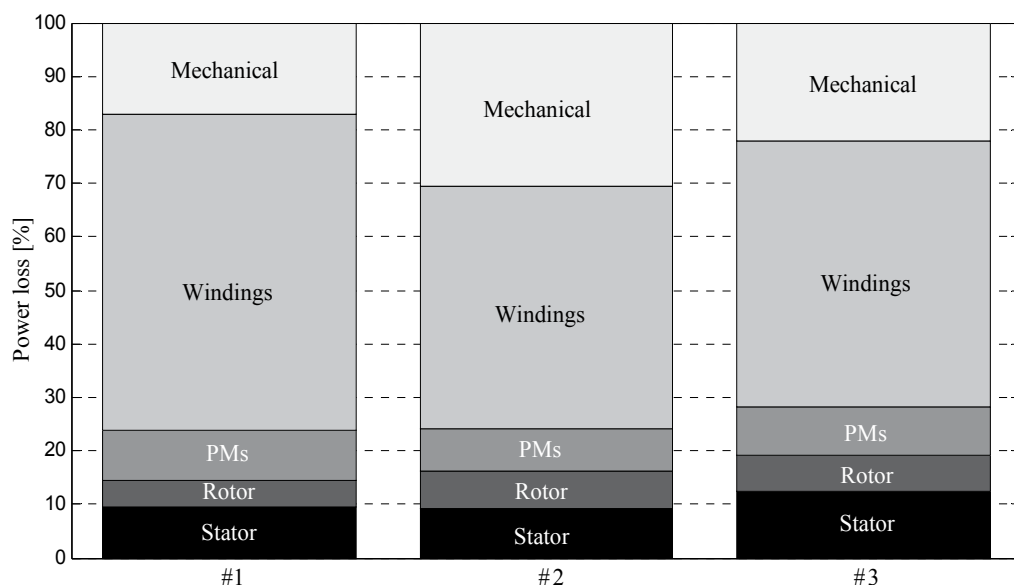 100
90
80
70
60
50
40
30
20
10
0
Power loss [%]
Mechanical
Windings
PMs
Rotor
Stator
Mechanical
Windings
PMs
Rotor
Stator
Mechanical
Windings
PMs
Rotor
Stator
#1
#2
#3